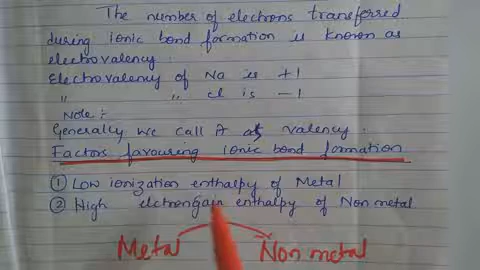 The number of electrons transferred
during ionic bond formation is known as
electrovalency.
Electrovalency of Na is +1
" " cl is -1
Note :-
Generally we call it as valency.
Factors favouring ionic bond formation
① Low ionization enthalpy of Metal
② High elctrongain enthalpy of Non metal
Metal Non metal